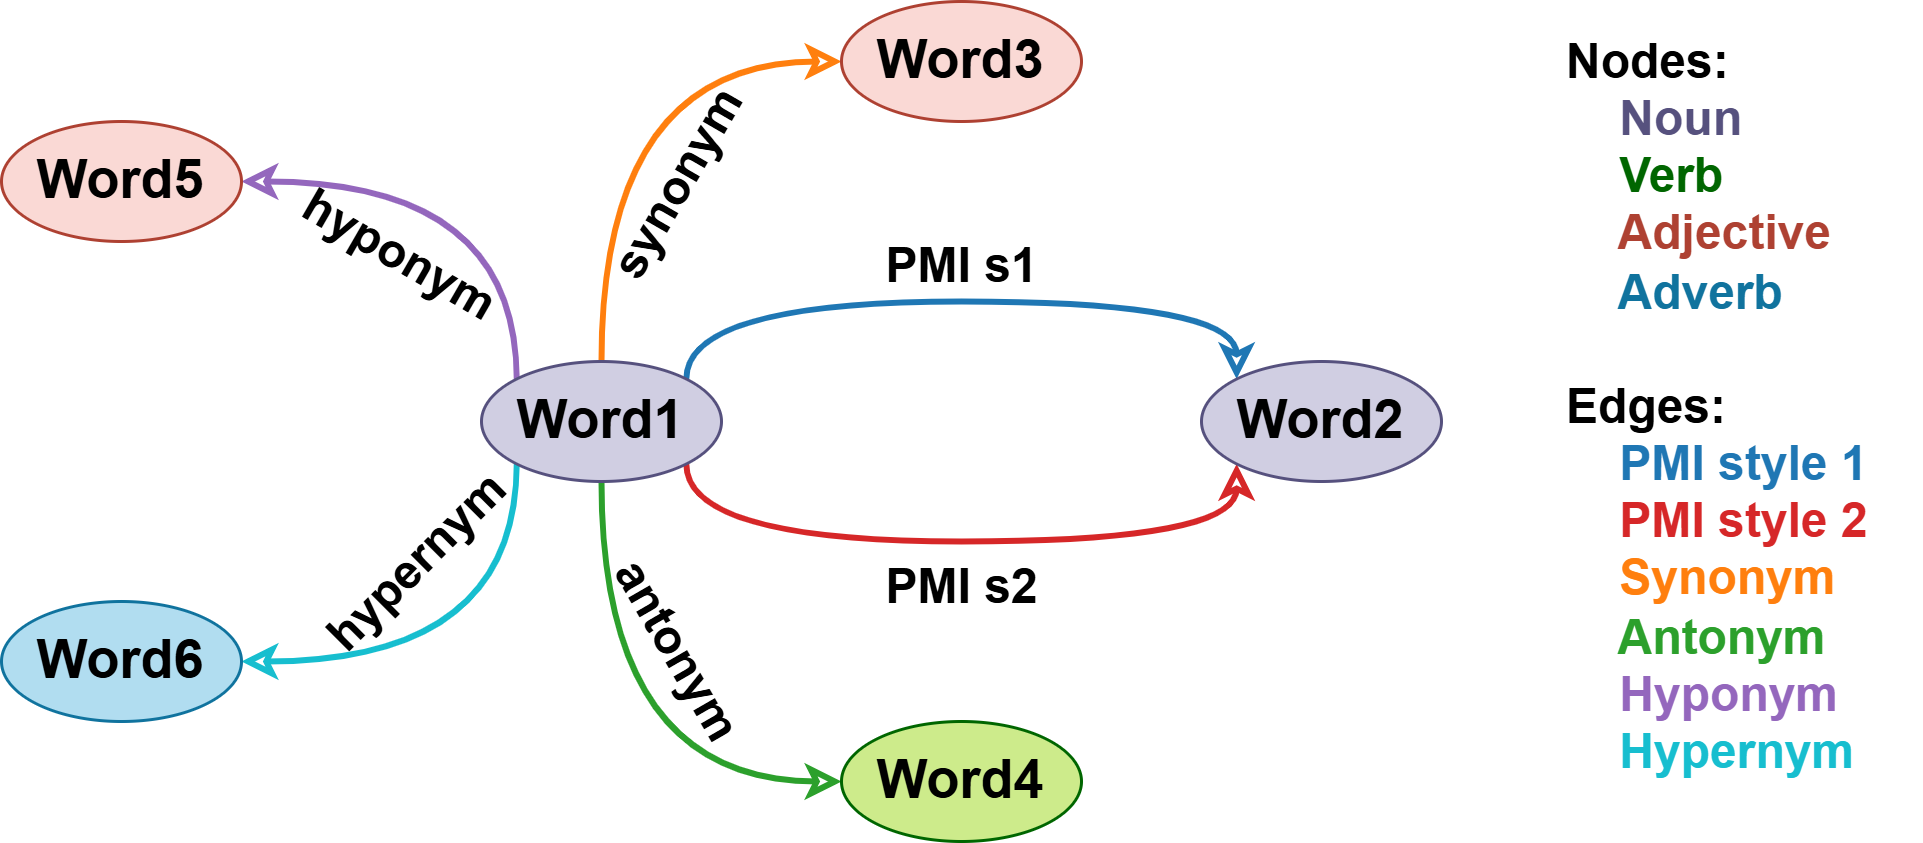 Word3
Word5
synonym
hyponym
PMI s1
Word1
Word2
hypernym
antonym
PMI s2
Word6
Word4
Nodes:
Noun
Verb
Adjective
Adverb
Edges:
PMI style 1
PMI style 2
Synonym
Antonym
Hyponym
Hypernym